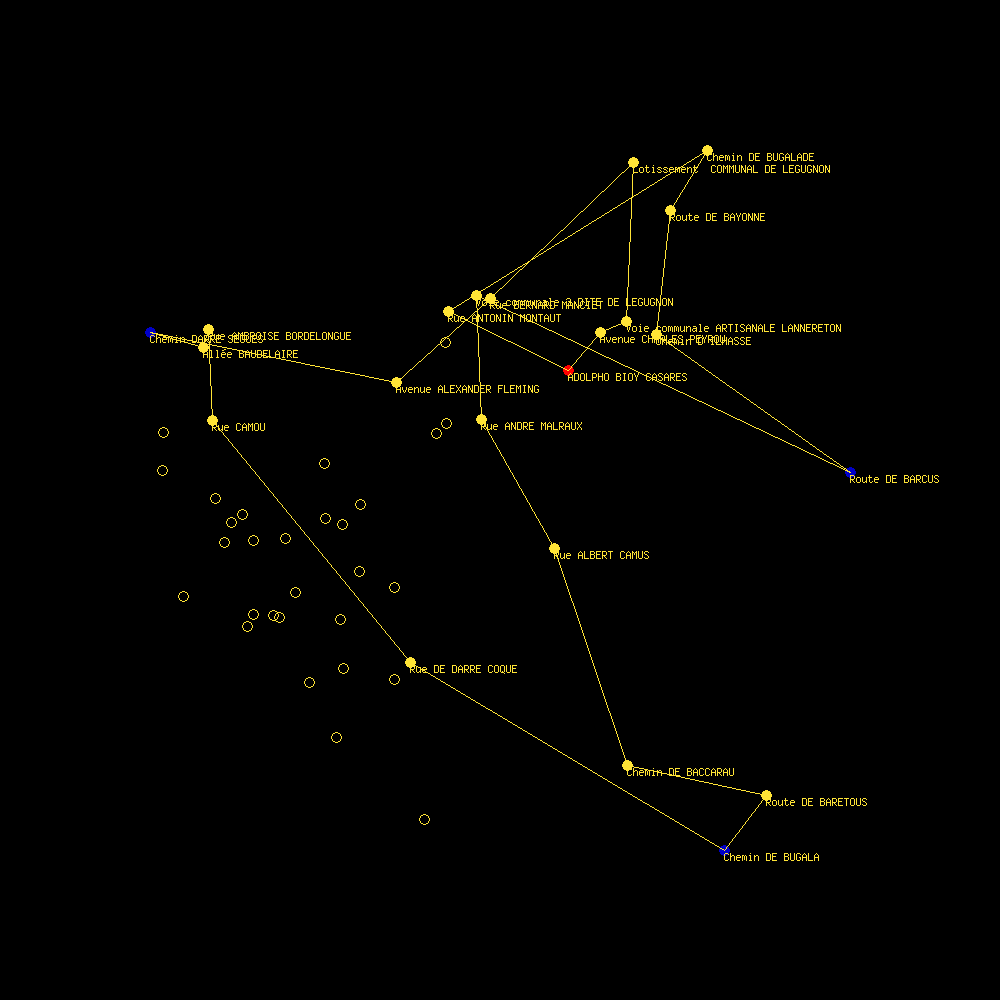 Chemin DE BUGALADE
Lotissement  COMMUNAL DE LEGUGNON
Route DE BAYONNE
Voie communale 3 DITE DE LEGUGNON
Rue BERNARD MANCIET
Rue ANTONIN MONTAUT
Voie communale ARTISANALE LANNERETON
Rue AMBROISE BORDELONGUE
Chemin DARRE SEGUES
Avenue CHARLES PEYROU
Chemin D'ILHASSE
Allée BAUDELAIRE
ADOLPHO BIOY CASARES
Avenue ALEXANDER FLEMING
Rue CAMOU
Rue ANDRE MALRAUX
Route DE BARCUS
Rue ALBERT CAMUS
Rue DE DARRE COQUE
Chemin DE BACCARAU
Route DE BARETOUS
Chemin DE BUGALA